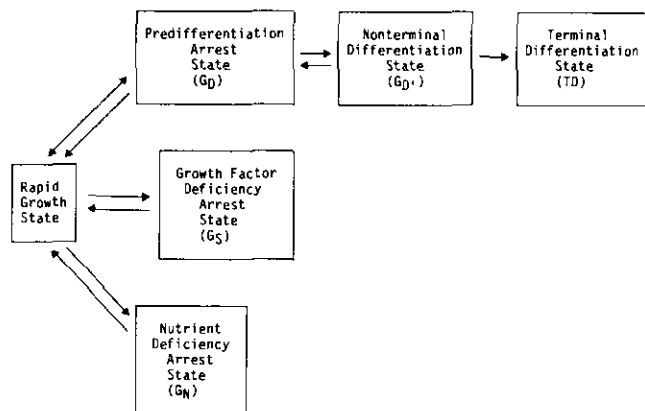 Predifferentiation
Arrest
State
(GD)
Nonterminal
Differentiation
State
(GD')
Terminal
Differentiation
State
(TD)
Rapid
Growth
State
Growth Factor
Deficiency
Arrest
State
(GS)
Nutrient
Deficiency
Arrest
State
(GN)